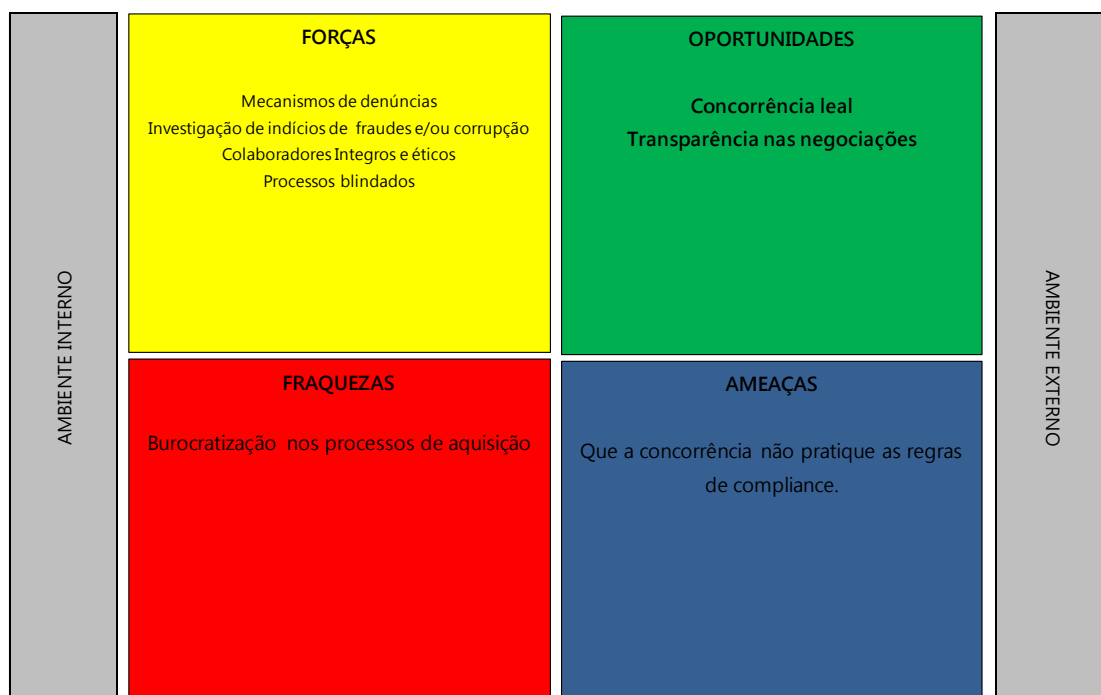 AMBIENTE INTERNO
FORÇAS
Mecanismos de denúncias
Investigação de indícios de fraudes e/ou corrupção
Colaboradores Integros e éticos
Processos blindados
OPORTUNIDADES
Concorrência leal
Transparência nas negociações
FRAQUEZAS
Burocratização nos processos de aquisição
AMEAÇAS
Que a concorrência não pratique as regras
de compliance.
AMBIENTE EXTERNO